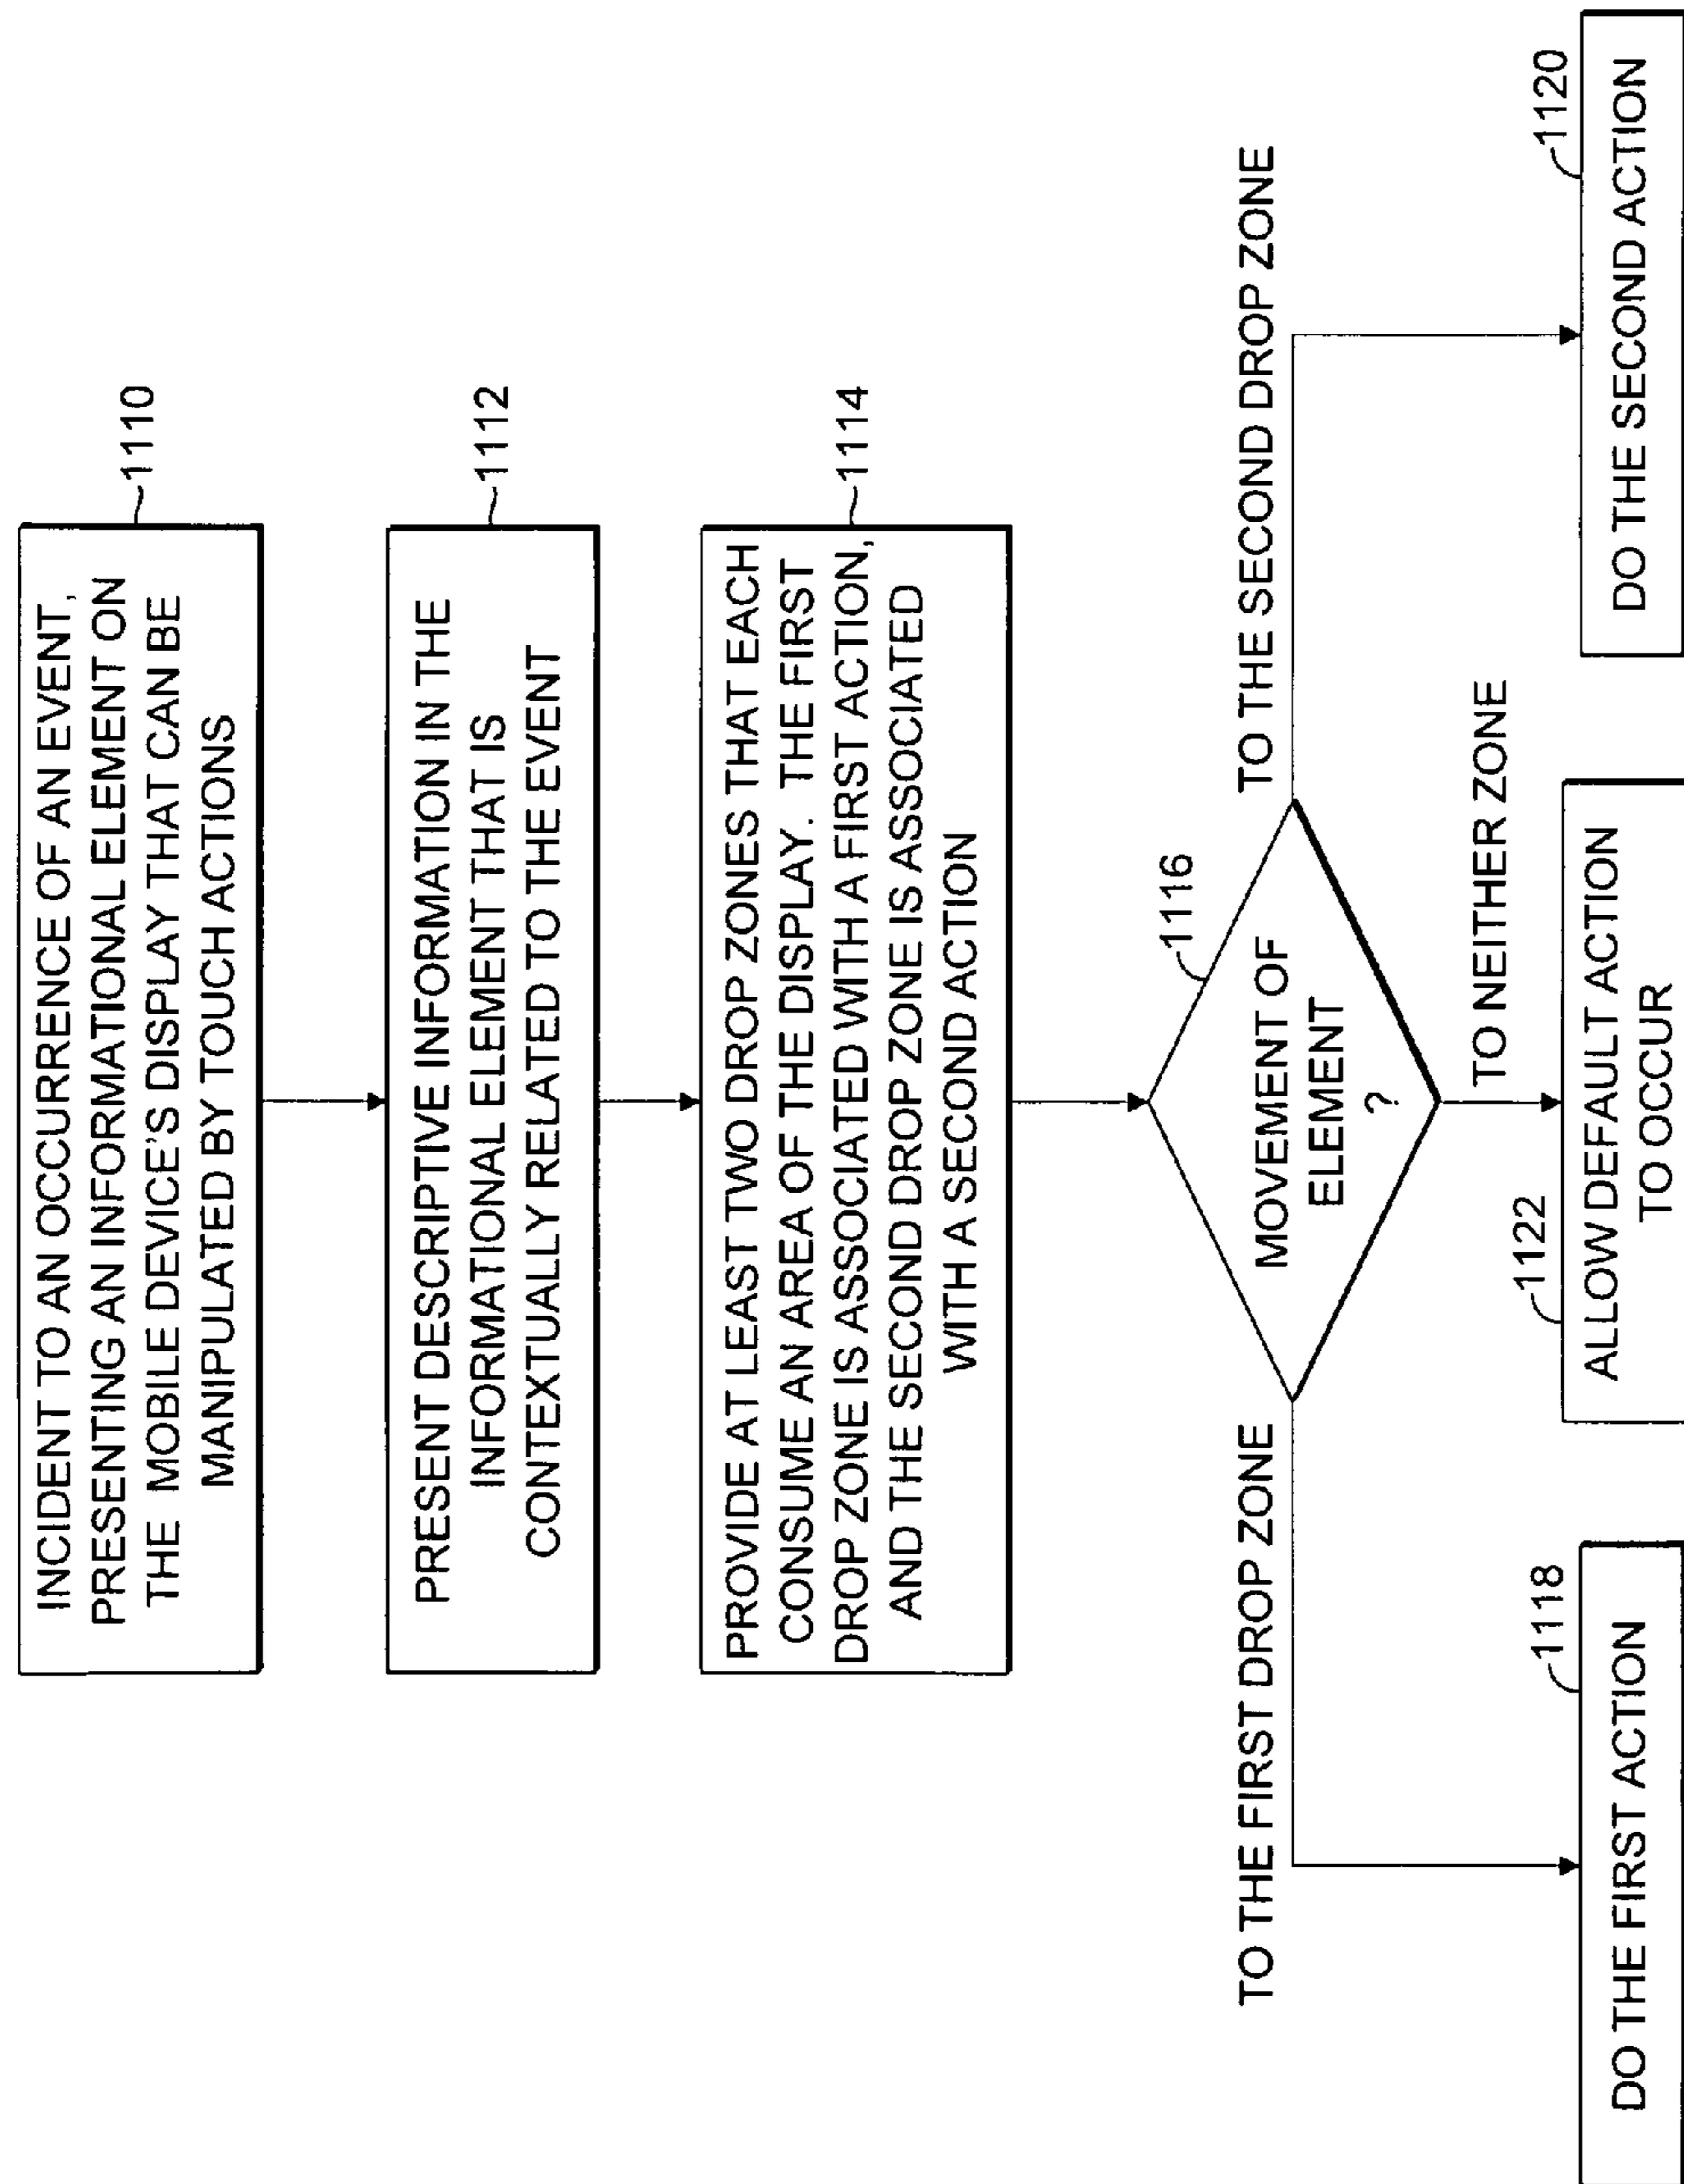 INCIDENT TO AN OCCURRENCE OF AN EVENT,
PRESENTING AN INFORMATIONAL ELEMENT ON
THE MOBILE DEVICE'S DISPLAY THAT CAN BE
MANIPULATED BY TOUCH ACTIONS
1110
PRESENT DESCRIPTIVE INFORMATION IN THE
INFORMATIONAL ELEMENT THAT IS
CONTEXTUALLY RELATED TO THE EVENT
1112
PROVIDE AT LEAST TWO DROP ZONES THAT EACH
CONSUME AN AREA OF THE DISPLAY. THE FIRST
DROP ZONE IS ASSOCIATED WITH A FIRST ACTION,
AND THE SECOND DROP ZONE IS ASSOCIATED
WITH A SECOND ACTION
1114
1116
MOVEMENT OF
ELEMENT
?
TO THE FIRST DROP ZONE
TO THE SECOND DROP ZONE
TO NEITHER ZONE
1118
DO THE FIRST ACTION
1122
ALLOW DEFAULT ACTION
TO OCCUR
1120
DO THE SECOND ACTION